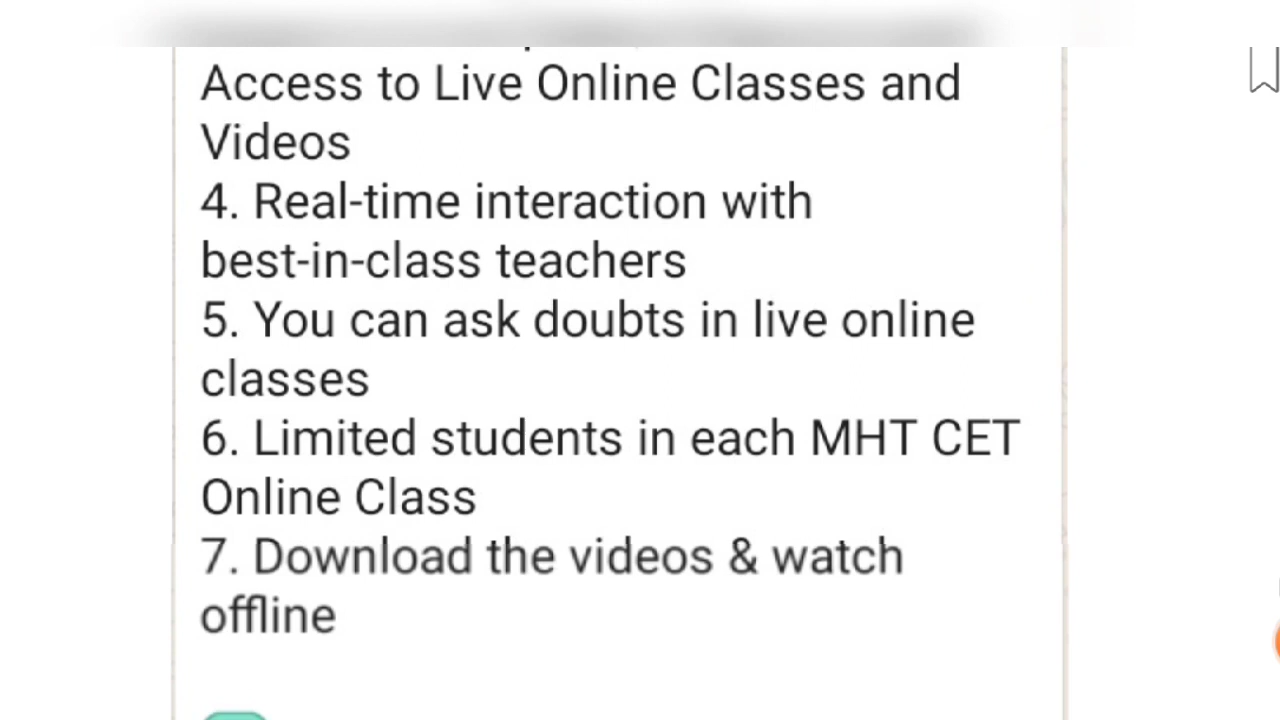 Access to Live Online Classes and
Videos
4. Real-time interaction with
best-in-class teachers
5. You can ask doubts in live online
classes
6. Limited students in each MHT CET
Online Class
7. Download the videos & watch
offline